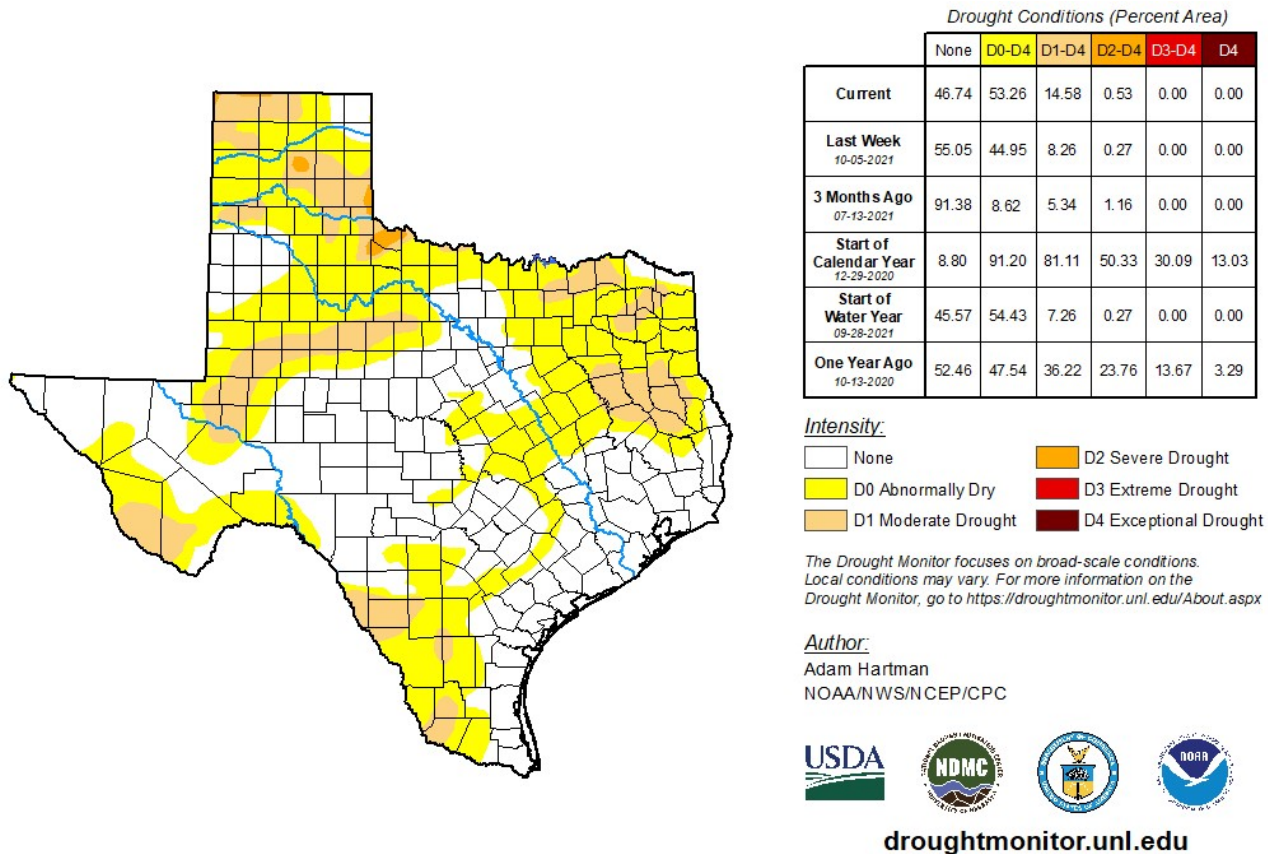 Drought Conditions (Percent Area)
None D0-D4 D1-D4 D2-D4 D3-D4 D4
Current 46.74 53.26 14.58 0.53 0.00 0.00
Last Week
10-05-2021
55.05 44.95 8.26 0.27 0.00 0.00
3 Months Ago
07-13-2021
91.38 8.62 5.34 1.16 0.00 0.00
Start of
Calendar Year
12-29-2020
8.80 91.20 81.11 50.33 30.09 13.03
Start of
Water Year
09-28-2021
45.57 54.43 7.26 0.27 0.00 0.00
One Year Ago
10-13-2020
52.46 47.54 36.22 23.76 13.67 3.29
Intensity:
None
D0 Abnormally Dry
D1 Moderate Drought
D2 Severe Drought
D3 Extreme Drought
D4 Exceptional Drought
The Drought Monitor focuses on broad-scale conditions.
Local conditions may vary. For more information on the
Drought Monitor, go to https://droughtmonitor.unl.edu/About.aspx
Author:
Adam Hartman
NOAA/NWS/NCEP/CPC
USDA
NDMC
NOAA
droughtmonitor.unl.edu